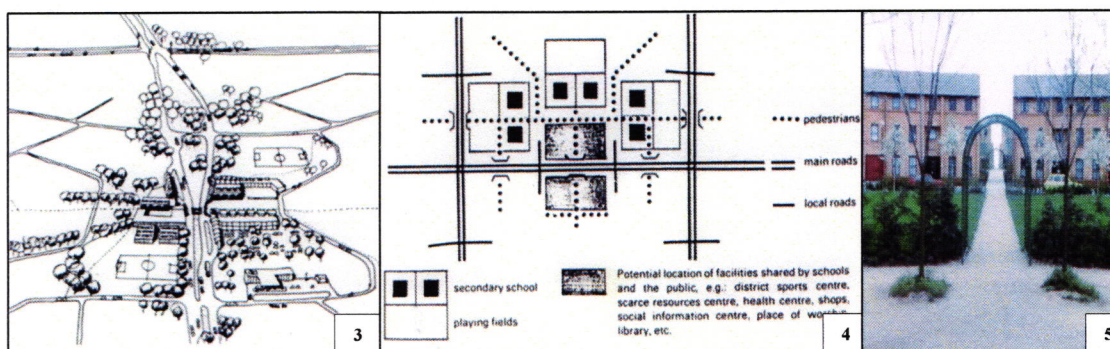 3
pedestrians
main roads
local roads
secondary school
playing fields
Potential location of facilities shared by schools
and the public, e.g.: district sports centre,
scarce resources centre, health centre, shops,
social information centre, place of worship
library, etc.
4
5